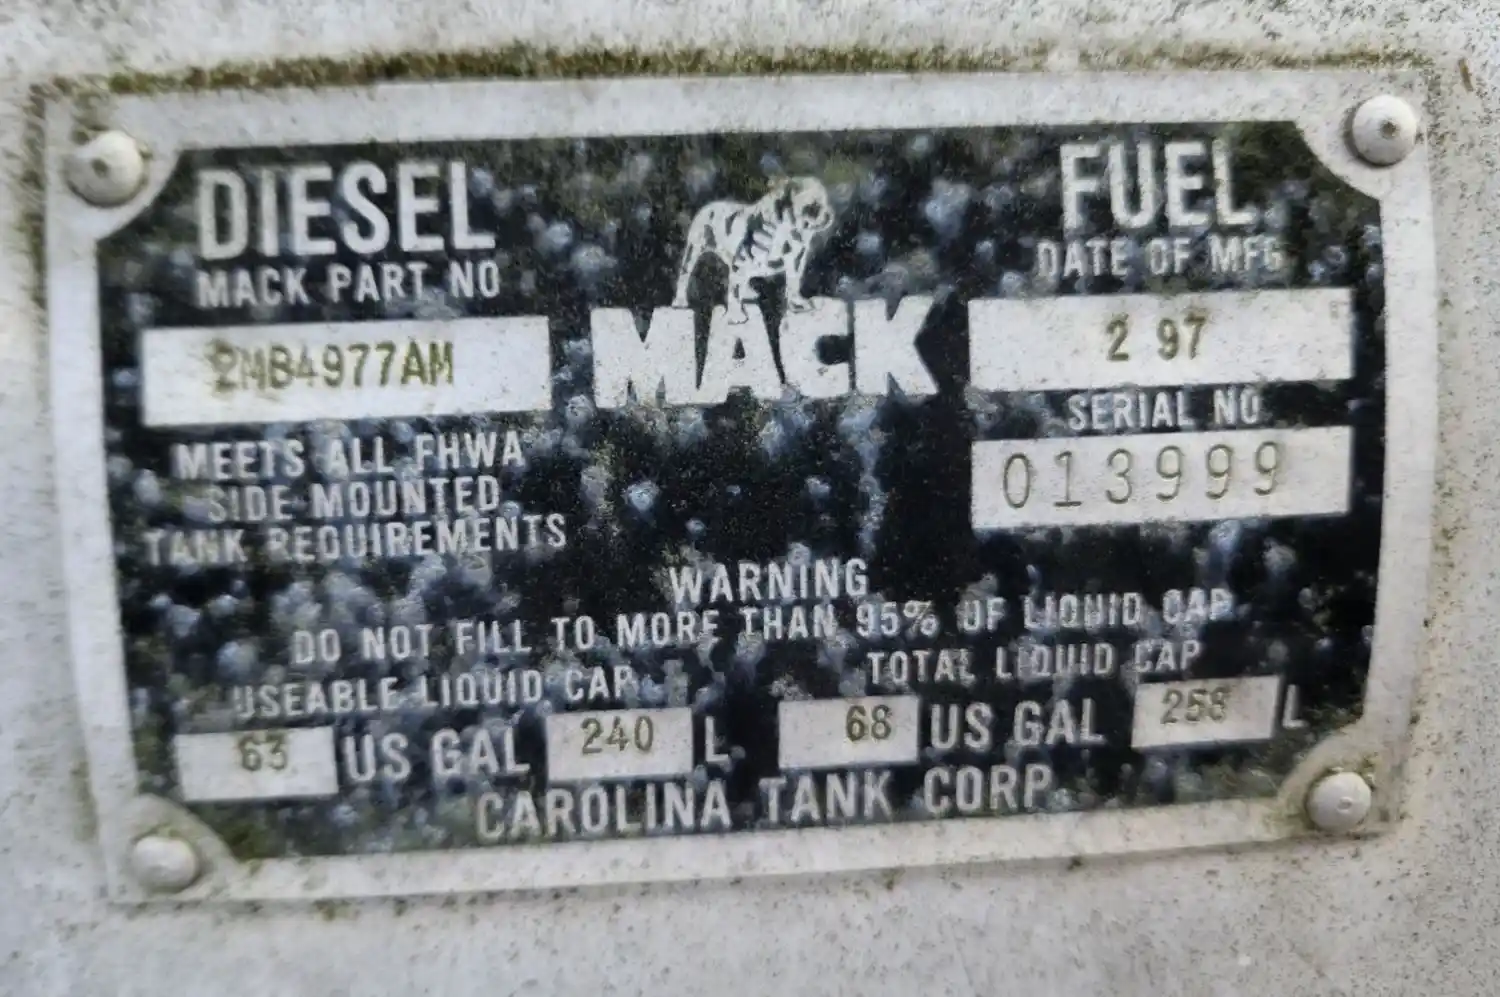 DIESEL
MACK PART NO
2MB4977AM
MEETS ALL FHWA
SIDE MOUNTED
TANK REQUIREMENTS
MACK
FUEL
DATE OF MFG
2 97
SERIAL NO
013999
WARNING
DO NOT FILL TO MORE THAN 95% OF LIQUID CAP
USEABLE LIQUID CAP
TOTAL LIQUID CAP
63 US GAL 240 L
68 US GAL 258 L
CAROLINA TANK CORP.